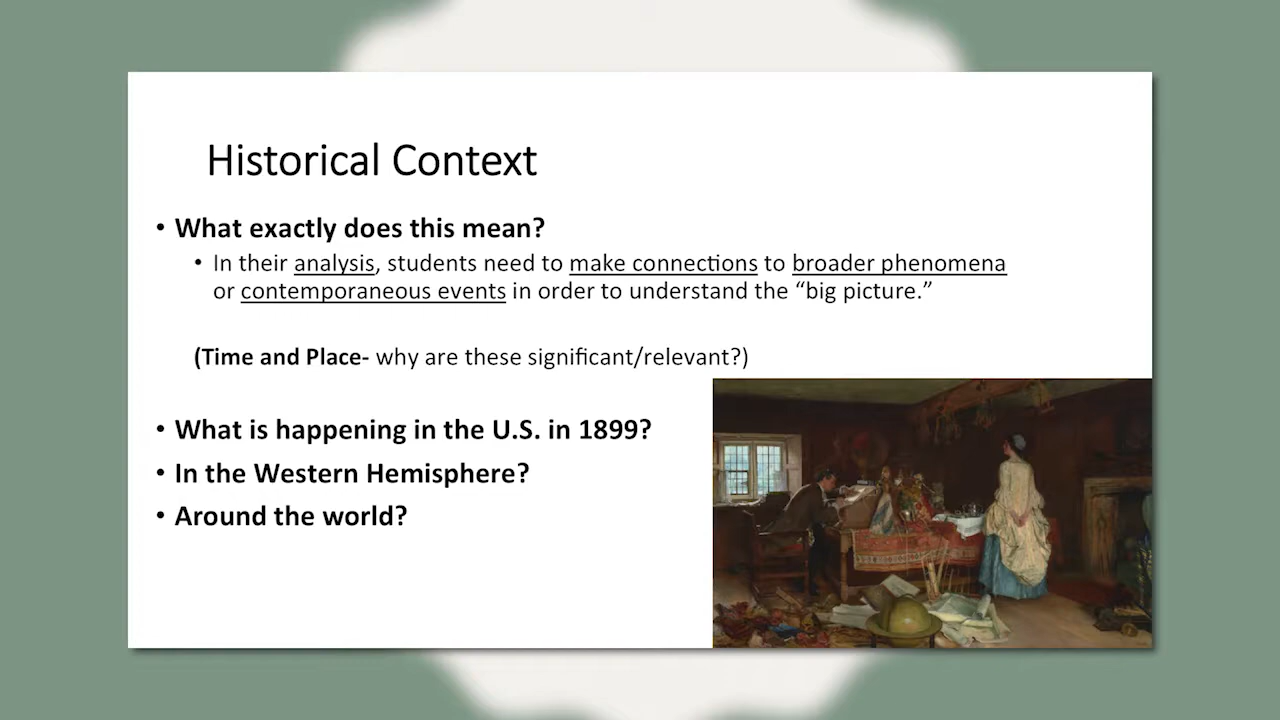 Historical Context
• What exactly does this mean?
• In their analysis, students need to make connections to broader phenomena
or contemporaneous events in order to understand the “big picture.”
(Time and Place- why are these significant/relevant?)
• What is happening in the U.S. in 1899?
• In the Western Hemisphere?
• Around the world?